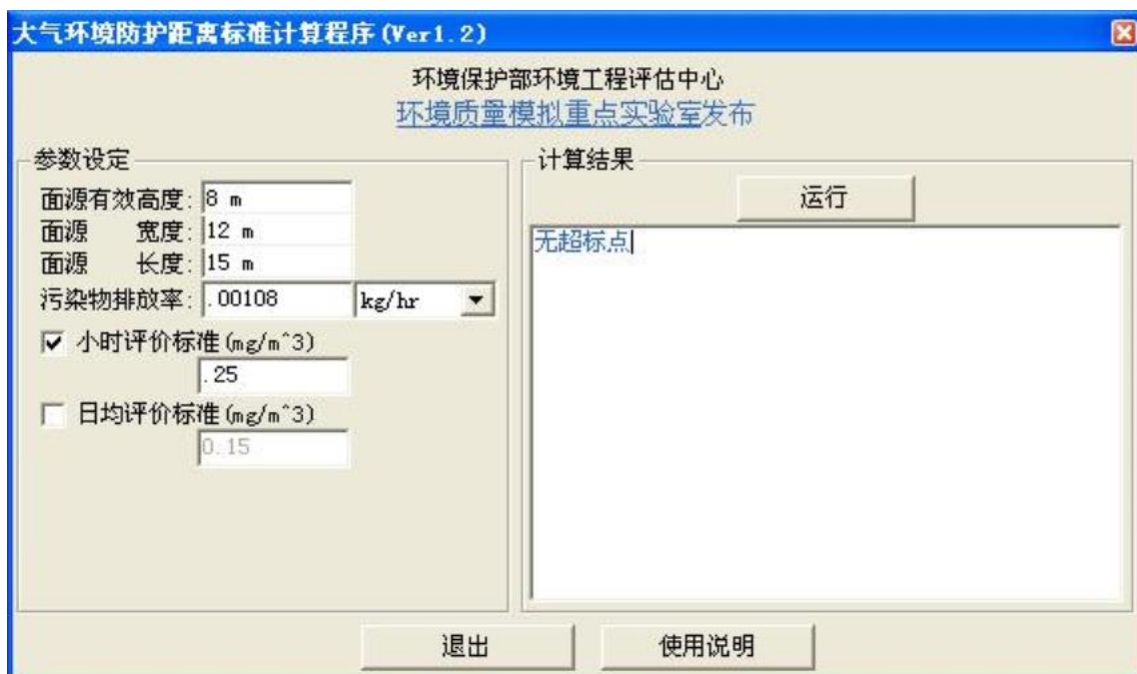 大气环境防护距离标准计算程序(Ver1.2)
环境保护部环境工程评估中心
环境质量模拟重点实验室发布
参数设定
面源有效高度: 8 m
面源 宽度: 12 m
面源 长度: 15 m
污染物排放率: .00108 kg/hr
小时评价标准(mg/m^3)
.25
日均评价标准(mg/m^3)
0.15
计算结果
运行
无超标点
退出 使用说明